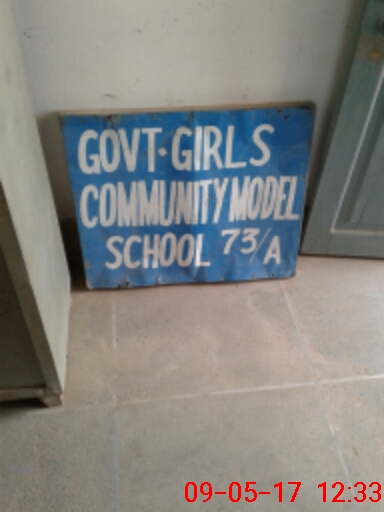 GOVT·GIRLS
COMMUNITY MODEL
SCHOOL 73/A
09-05-17 12:33